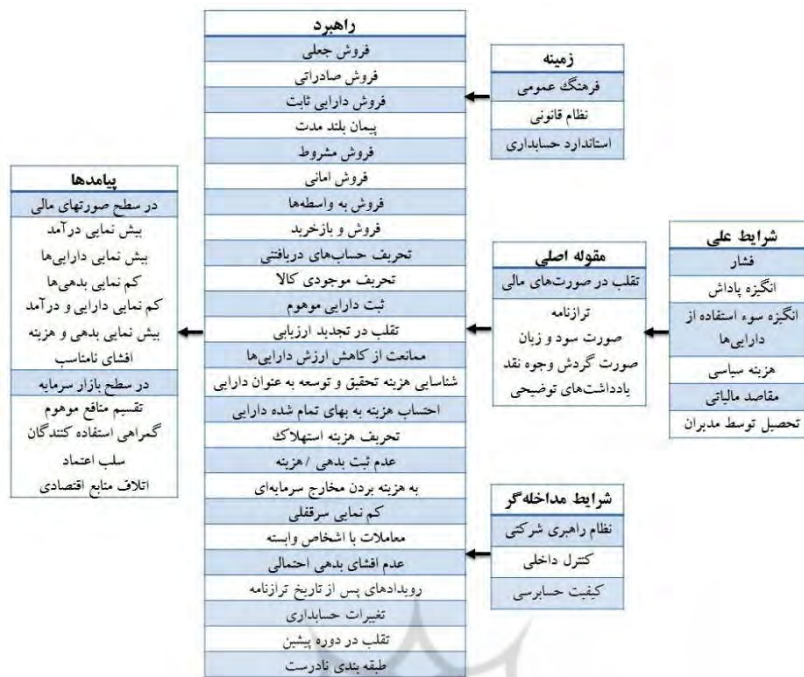 شرایط علی
فشار
انگیزه پاداش
انگیزه سوء استفاده از
دارایی‌ها
هزینه سیاسی
مقاصد مالیاتی
تحصیل توسط مدیران
زمینه
فرهنگ عمومی
نظام قانونی
استاندارد حسابداری
مقوله اصلی
تقلب در صورت‌های مالی
ترازنامه
صورت سود و زیان
صورت گردش وجوه نقد
یادداشت‌های توضیحی
شرایط مداخله‌گر
نظام راهبری شرکتی
کنترل داخلی
کیفیت حسابرسی
راهبرد
فروش جعلی
فروش صادراتی
فروش دارایی ثابت
پیمان بلند مدت
فروش مشروط
فروش امانی
فروش به واسطه‌ها
فروش و بازخرید
تحریف حساب‌های دریافتنی
تحریف موجودی کالا
ثبت دارایی موهوم
تقلب در تجدید ارزیابی
ممانعت از کاهش ارزش دارایی‌ها
شناسایی هزینه تحقیق و توسعه به عنوان دارایی
احتساب هزینه به بهای تمام شده دارایی
تحریف هزینه استهلاک
عدم ثبت بدهی /هزینه
به هزینه بردن مخارج سرمایه‌ای
کم نمایی سرقفلی
معاملات با اشخاص وابسته
عدم افشای بدهی احتمالی
رویدادهای پس از تاریخ ترازنامه
تغییرات حسابداری
تقلب در دوره پیشین
طبقه بندی نادرست
پیامدها
در سطح صورتهای مالی
بیش نمایی درآمد
بیش نمایی دارایی‌ها
کم نمایی بدهی‌ها
کم نمایی دارایی و درآمد
بیش نمایی بدهی و هزینه
افشای نامناسب
در سطح بازار سرمایه
تقسیم منافع موهوم
گمراهی استفاده کنندگان
سلب اعتماد
اتلاف منابع اقتصادی